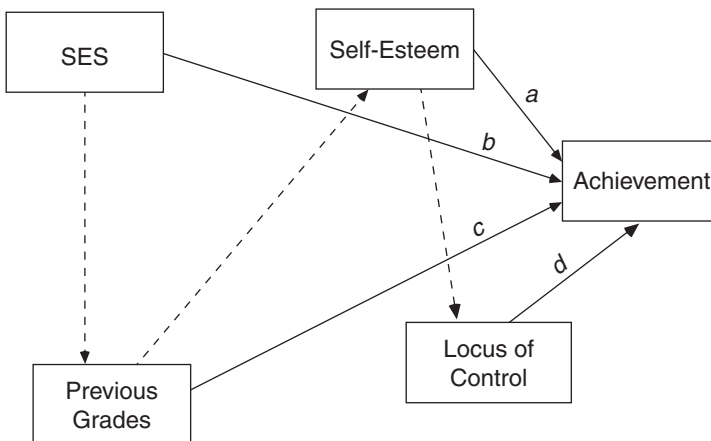 SES
Self-Esteem
a
b
Achievement
c
d
Locus of
Control
Previous
Grades